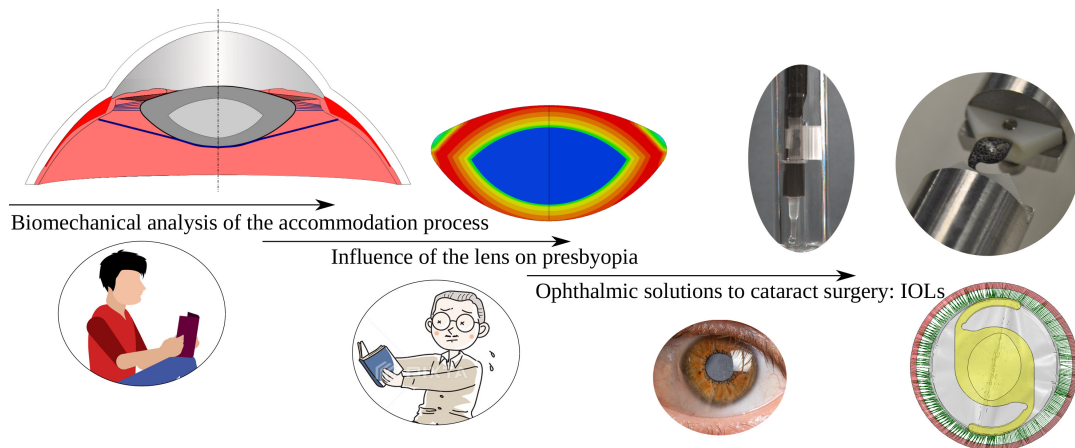 Biomechanical analysis of the accommodation process
Influence of the lens on presbyopia
Ophthalmic solutions to cataract surgery: IOLs